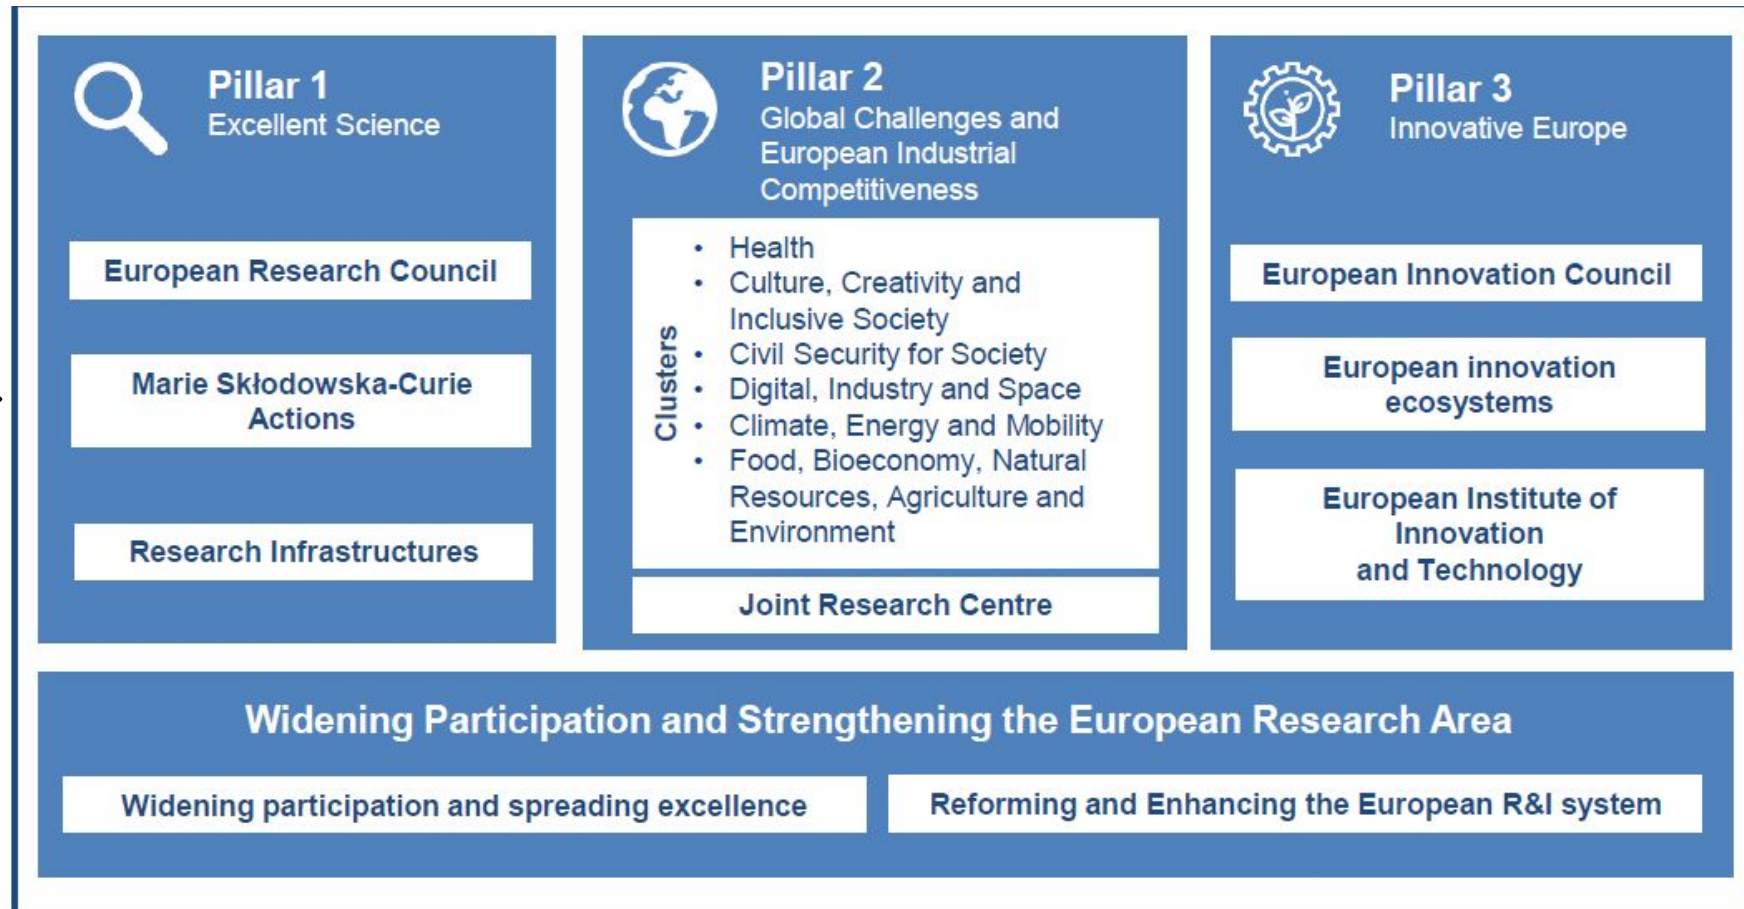 Pillar 1
Excellent Science
European Research Council
Marie Skłodowska-Curie
Actions
Research Infrastructures
Pillar 2
Global Challenges and
European Industrial
Competitiveness
Clusters
• Health
• Culture, Creativity and
Inclusive Society
• Civil Security for Society
• Digital, Industry and Space
• Climate, Energy and Mobility
• Food, Bioeconomy, Natural
Resources, Agriculture and
Environment
Joint Research Centre
Pillar 3
Innovative Europe
European Innovation Council
European innovation
ecosystems
European Institute of
Innovation
and Technology
Widening Participation and Strengthening the European Research Area
Widening participation and spreading excellence
Reforming and Enhancing the European R&I system